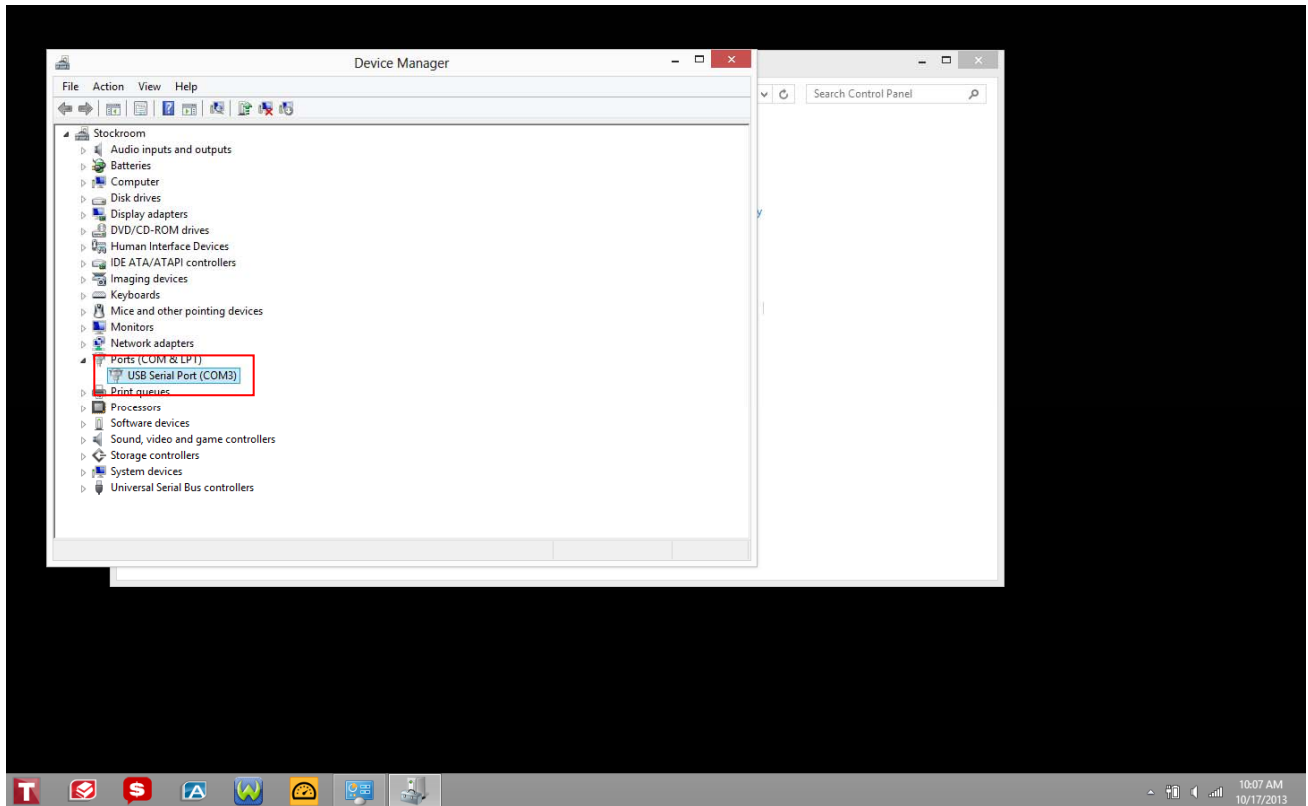 Device Manager
File Action View Help
Search Control Panel
Stockroom
Audio inputs and outputs
Batteries
Computer
Disk drives
Display adapters
y
DVD/CD-ROM drives
Human Interface Devices
IDE ATA/ATAPI controllers
Imaging devices
Keyboards
Mice and other pointing devices
Monitors
Network adapters
Ports (COM & LPT)
USB Serial Port (COM3)
Print queues
Processors
Software devices
Sound, video and game controllers
Storage controllers
System devices
Universal Serial Bus controllers
10:07 AM
10/17/2013